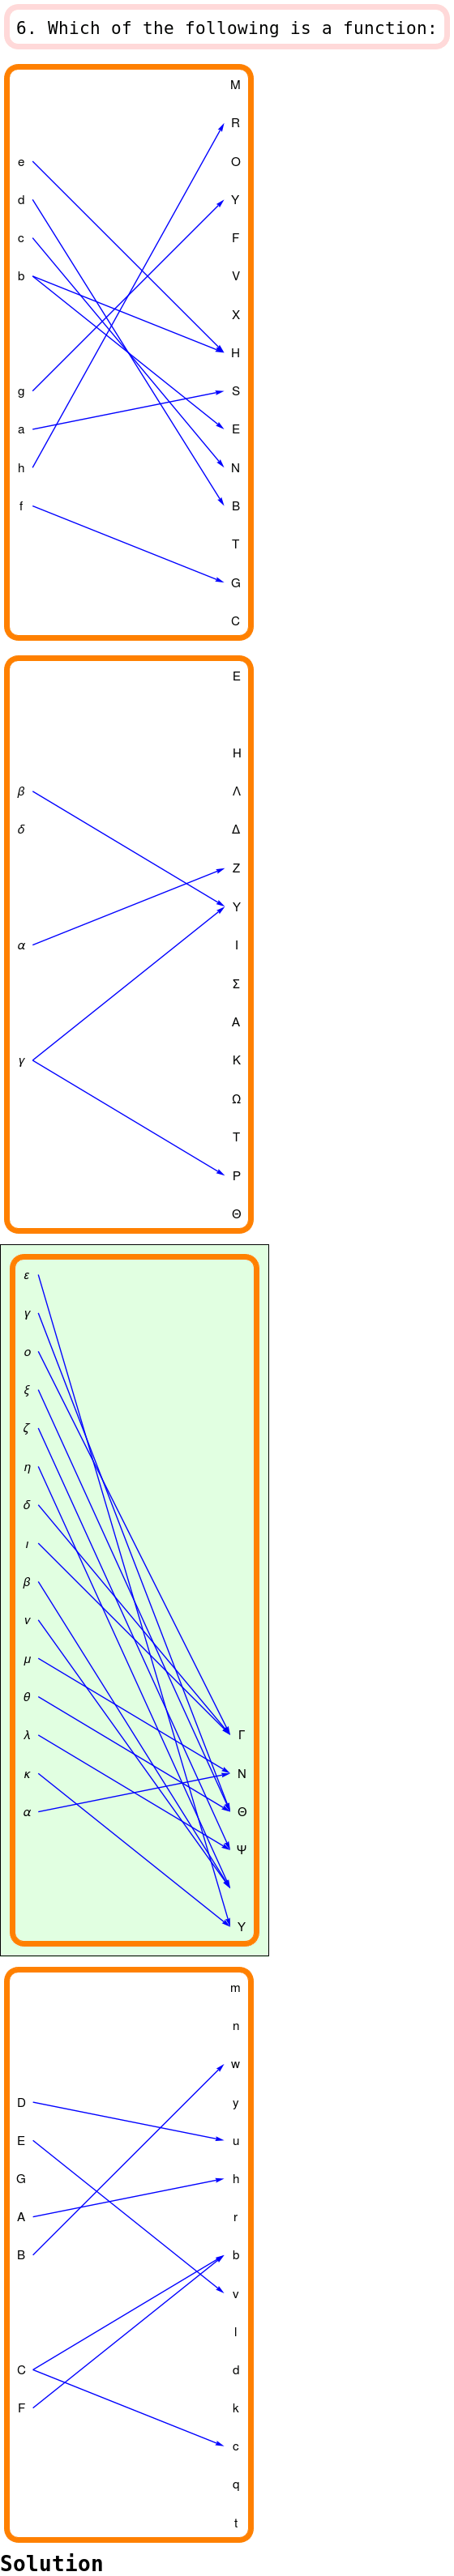 6. Which of the following is a function:
M
R
e O
d Y
c F
b V
X
H
g S
a E
h N
f B
T
G
C
E
H
β Λ
δ Δ
Z
Υ
α I
Σ
A
γ K
Ω
T
P
Θ
ε
γ
ο
ξ
ζ
η
δ
ι
β
ν
μ
θ
λ Γ
κ N
α Θ
Ψ
Υ
m
n
w
D y
E u
G h
A r
B b
v
l
C d
F k
c
q
t
Solution